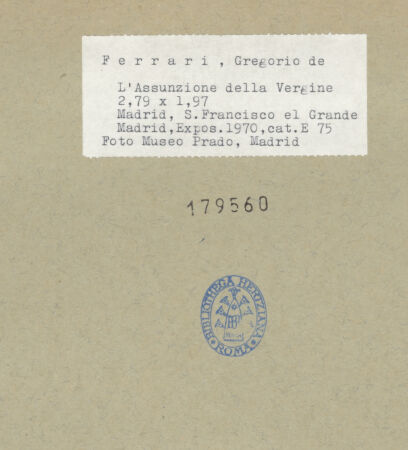 F e r r a r i , Gregorio de
L'Assunzione della Vergine
2,79 x 1,97
Madrid, S.Francisco el Grande
Madrid,Expos.1970,cat.E 75
Foto Museo Prado, Madrid
179560
BIBLIOTHECA HERTZIANA
• ROMA •